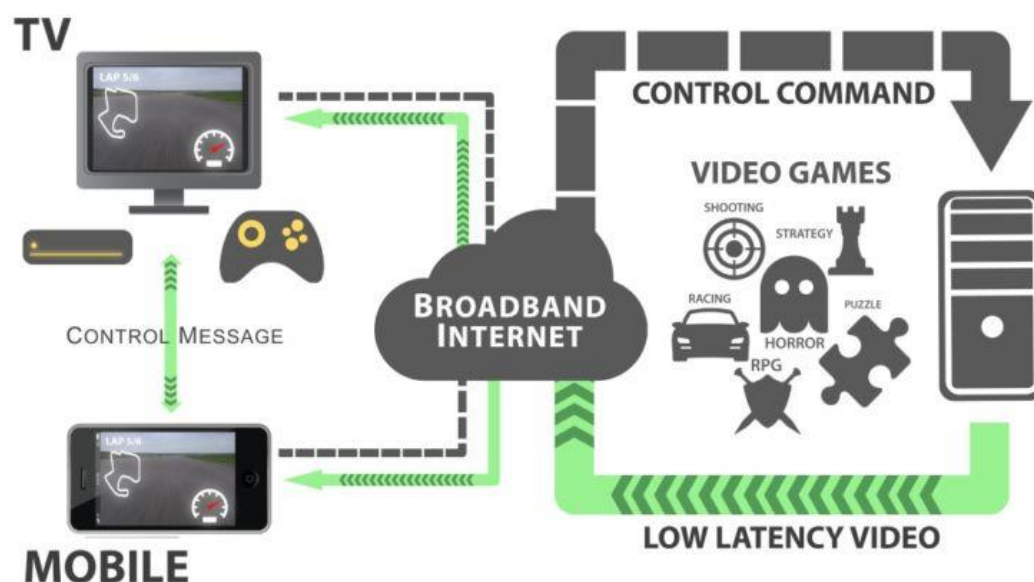 TV
LAP 5/6
CONTROL MESSAGE
LAP 5/6
MOBILE
BROADBAND
INTERNET
CONTROL COMMAND
VIDEO GAMES
SHOOTING
STRATEGY
RACING
HORROR
PUZZLE
RPG
LOW LATENCY VIDEO